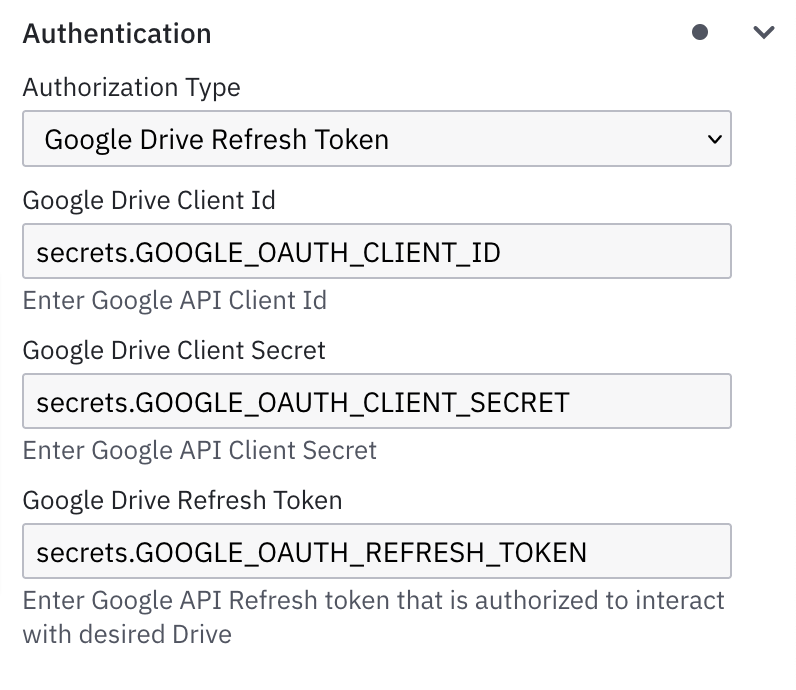 Authentication
Authorization Type
Google Drive Refresh Token
Google Drive Client Id
secrets.GOOGLE_OAUTH_CLIENT_ID
Enter Google API Client Id
Google Drive Client Secret
secrets.GOOGLE_OAUTH_CLIENT_SECRET
Enter Google API Client Secret
Google Drive Refresh Token
secrets.GOOGLE_OAUTH_REFRESH_TOKEN
Enter Google API Refresh token that is authorized to interact
with desired Drive